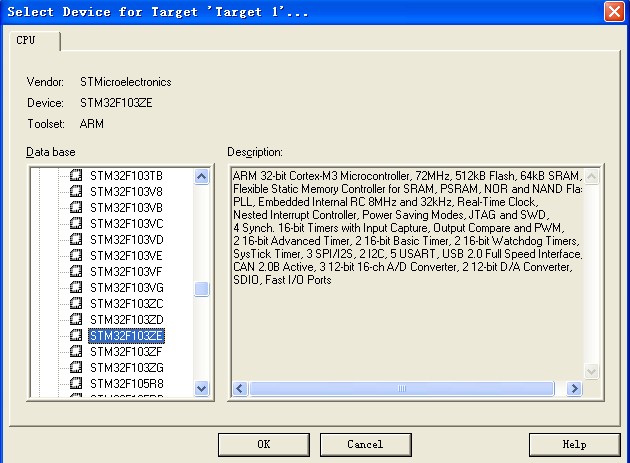 Select Device for Target 'Target 1'...
CPU
Vendor: STMicroelectronics
Device: STM32F103ZE
Toolset: ARM
Data base
STM32F103TB
STM32F103V8
STM32F103VB
STM32F103VC
STM32F103VD
STM32F103VE
STM32F103VF
STM32F103VG
STM32F103ZC
STM32F103ZD
STM32F103ZE
STM32F103ZF
STM32F103ZG
STM32F105R8
Description:
ARM 32-bit Cortex-M3 Microcontroller, 72MHz, 512kB Flash, 64kB SRAM,
Flexible Static Memory Controller for SRAM, PSRAM, NOR and NAND Fla
PLL, Embedded Internal RC 8MHz and 32kHz, Real-Time Clock,
Nested Interrupt Controller, Power Saving Modes, JTAG and SWD,
4 Synch. 16-bit Timers with Input Capture, Output Compare and PWM,
2 16-bit Advanced Timer, 2 16-bit Basic Timer, 2 16-bit Watchdog Timers,
SysTick Timer, 3 SPI/I2S, 2 I2C, 5 USART, USB 2.0 Full Speed Interface,
CAN 2.0B Active, 3 12-bit 16-ch A/D Converter, 2 12-bit D/A Converter,
SDIO, Fast I/O Ports
OK
Cancel
Help